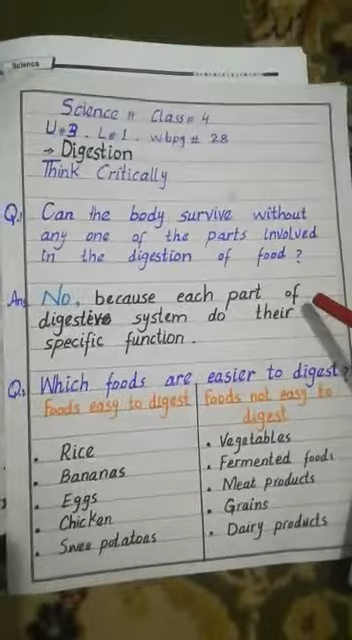 Science
Science # Class# 4
U#3. L#1. wbpg # 28
→ Digestion
Think Critically
Q: Can the body survive without
any one of the parts involved
in the digestion of food?
Ans No, because each part of
digestive system do their
specific function.
Q: Which foods are easier to digest?
Foods easy to digest
Foods not easy to
digest
• Rice
• Bananas
• Eggs
• Chicken
• Swee potatoes
• Vegetables
• Fermented foods
• Meat products
• Grains
• Dairy products